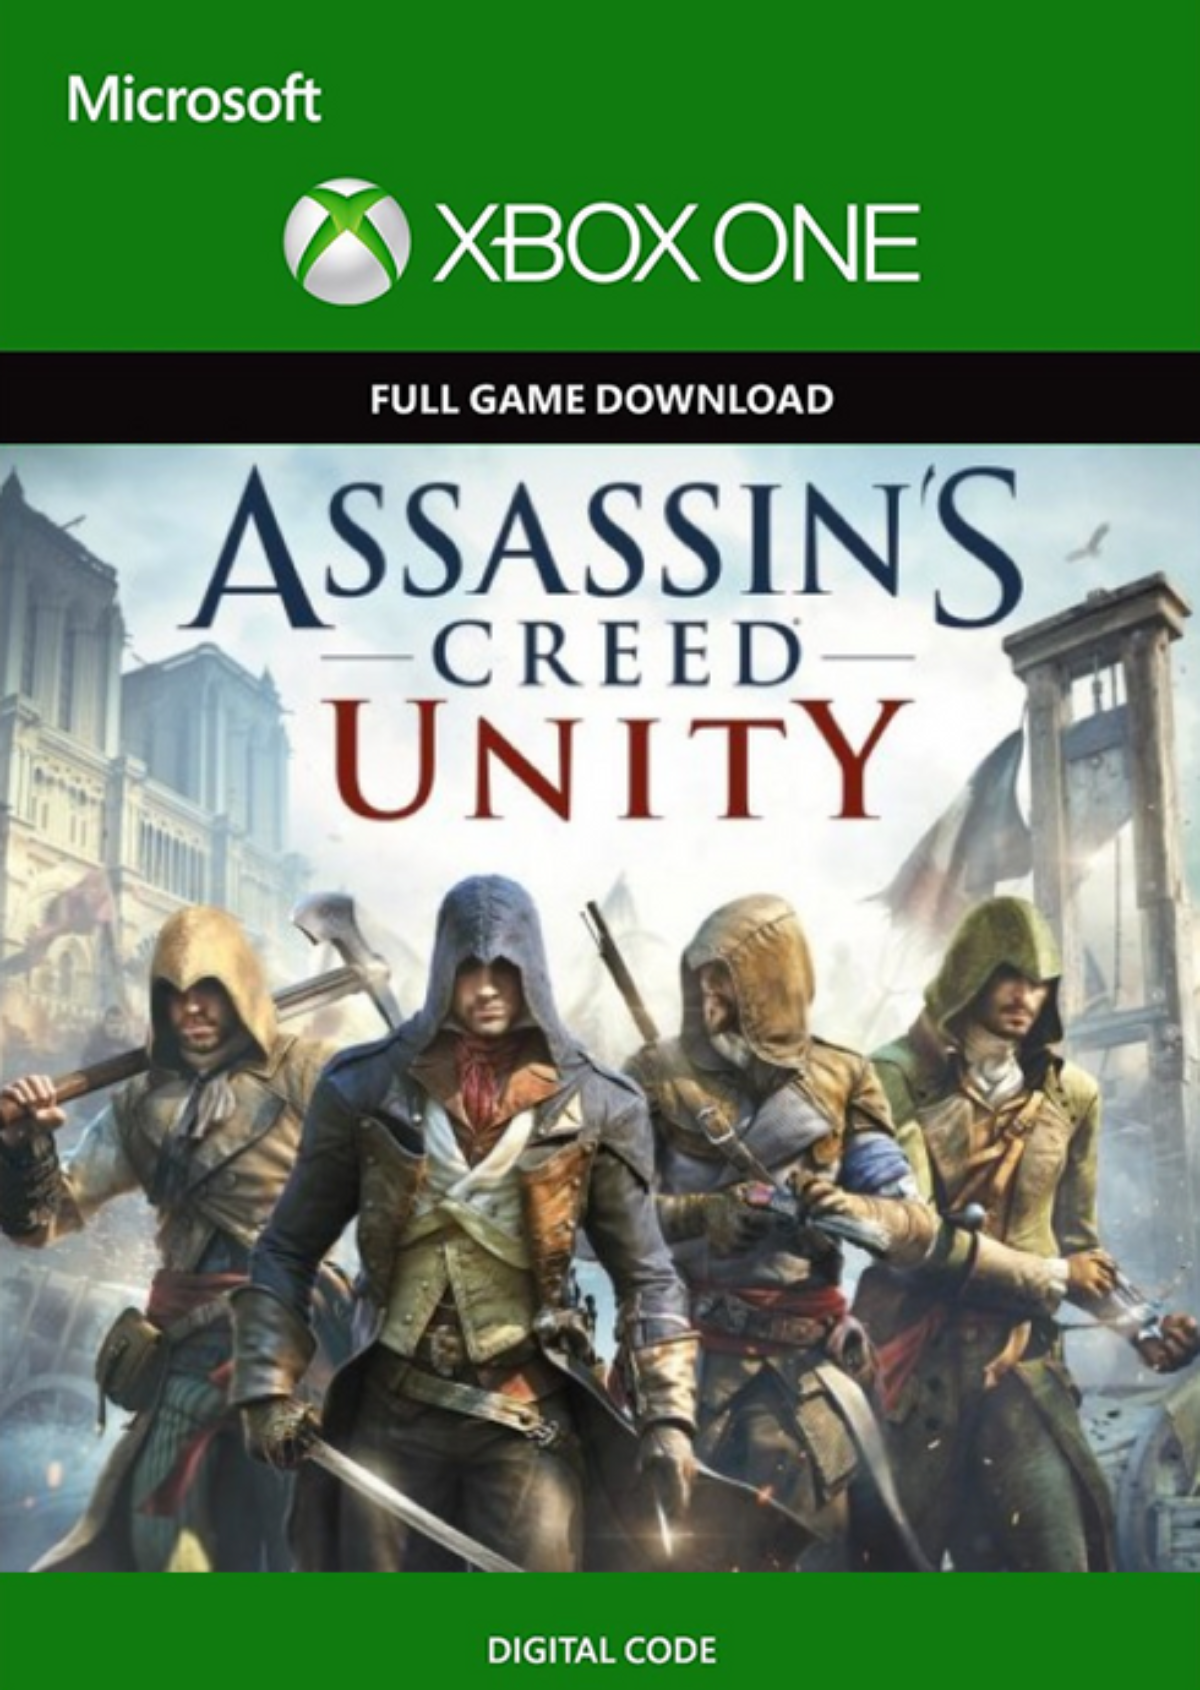 Microsoft
XBOX ONE
FULL GAME DOWNLOAD
ASSASSIN'S
CREED
UNITY
DIGITAL CODE